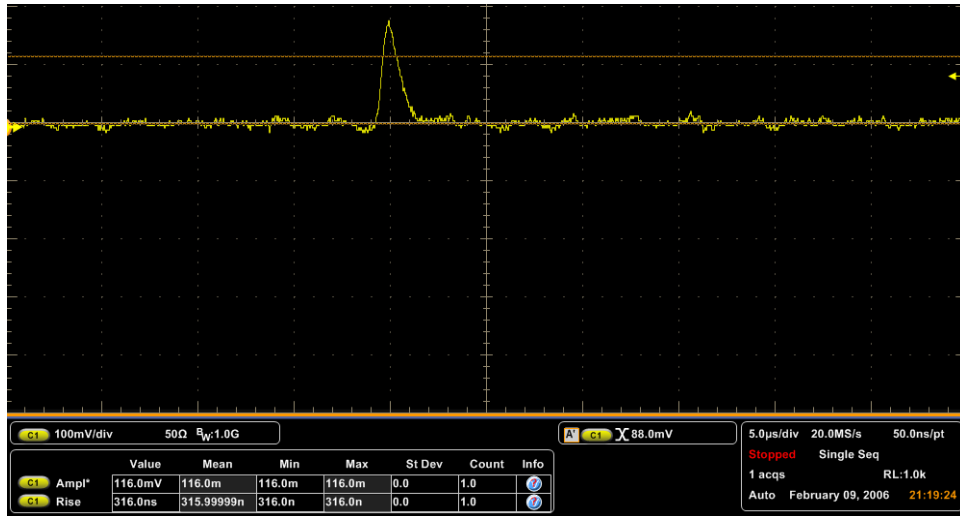 C1 100mV/div 50Ω BW:1.0G
A' C1 88.0mV
5.0µs/div 20.0MS/s 50.0ns/pt
Stopped Single Seq
1 acqs RL:1.0k
Auto February 09, 2006 21:19:24
Value Mean Min Max St Dev Count Info
C1 Ampl* 116.0mV 116.0m 116.0m 116.0m 0.0 1.0
C1 Rise 316.0ns 315.99999n 316.0n 316.0n 0.0 1.0